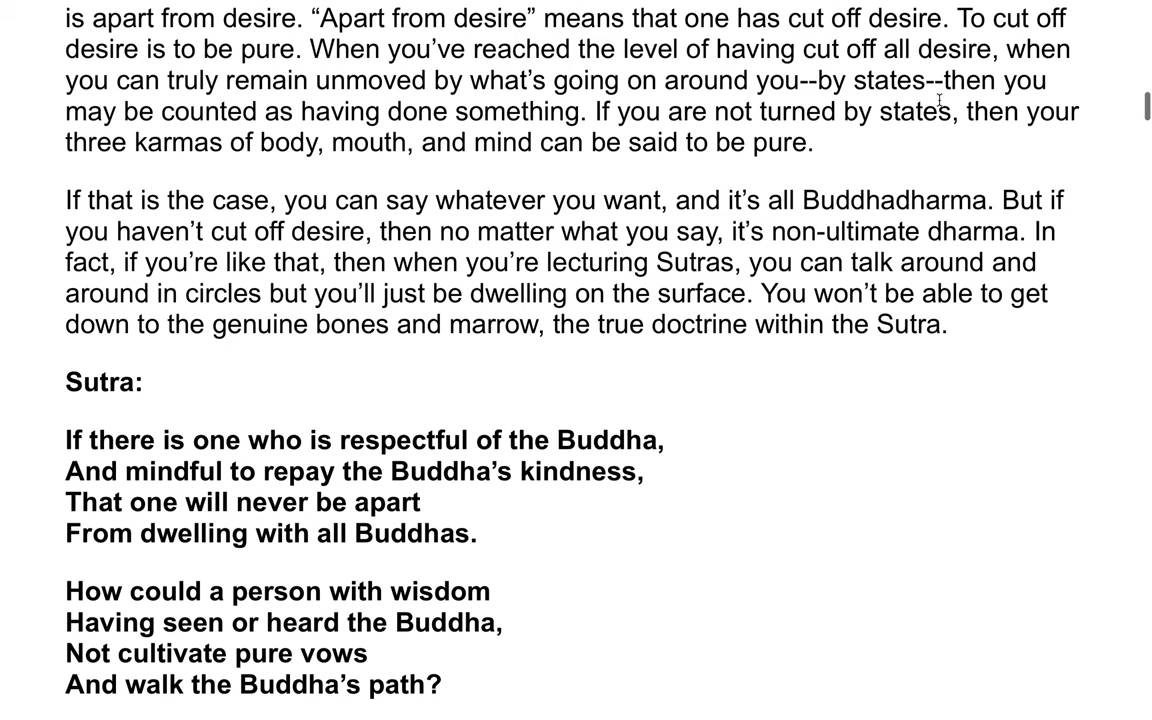 is apart from desire. “Apart from desire” means that one has cut off desire. To cut off
desire is to be pure. When you’ve reached the level of having cut off all desire, when
you can truly remain unmoved by what’s going on around you--by states--then you
may be counted as having done something. If you are not turned by states, then your
three karmas of body, mouth, and mind can be said to be pure.
If that is the case, you can say whatever you want, and it’s all Buddhadharma. But if
you haven’t cut off desire, then no matter what you say, it’s non-ultimate dharma. In
fact, if you’re like that, then when you’re lecturing Sutras, you can talk around and
around in circles but you’ll just be dwelling on the surface. You won’t be able to get
down to the genuine bones and marrow, the true doctrine within the Sutra.
Sutra:
If there is one who is respectful of the Buddha,
And mindful to repay the Buddha’s kindness,
That one will never be apart
From dwelling with all Buddhas.
How could a person with wisdom
Having seen or heard the Buddha,
Not cultivate pure vows
And walk the Buddha’s path?